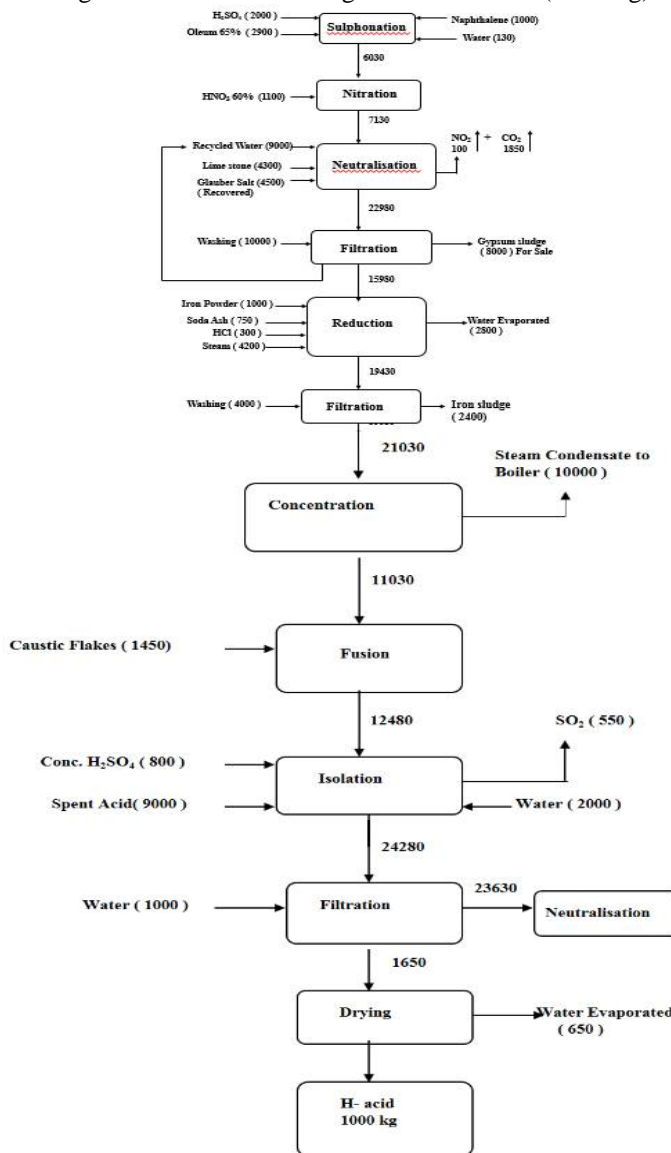 H₂SO₄ ( 2000)
Oleum 65% ( 2900)
Sulphonation
Naphthalene (1000)
Water (130)
6030
HNO₃ 60% (1100)
Nitration
7130
Recycled Water (9000)
Lime stone (4300)
Glauber Salt (4500)
( Recovered)
Neutralisation
NO₂ + CO₂
100 1850
22980
Washing ( 10000)
Filtration
Gypsum sludge
( 8000) For Sale
15980
Iron Powder ( 1000)
Soda Ash ( 750)
HCl ( 300)
Steam ( 4200)
Reduction
Water Evaporated
( 2800)
19430
Washing ( 4000 )
Filtration
Iron sludge
( 2400)
21030
Steam Condensate to
Boiler ( 10000)
Concentration
11030
Caustic Flakes ( 1450)
Fusion
12480
SO₂ ( 550 )
Conc. H₂SO₄ ( 800 )
Isolation
Spent Acid( 9000 )
Water ( 2000 )
24280
23630
Water ( 1000 )
Filtration
Neutralisation
1650
Drying
Water Evaporated
( 650 )
H- acid
1000 kg